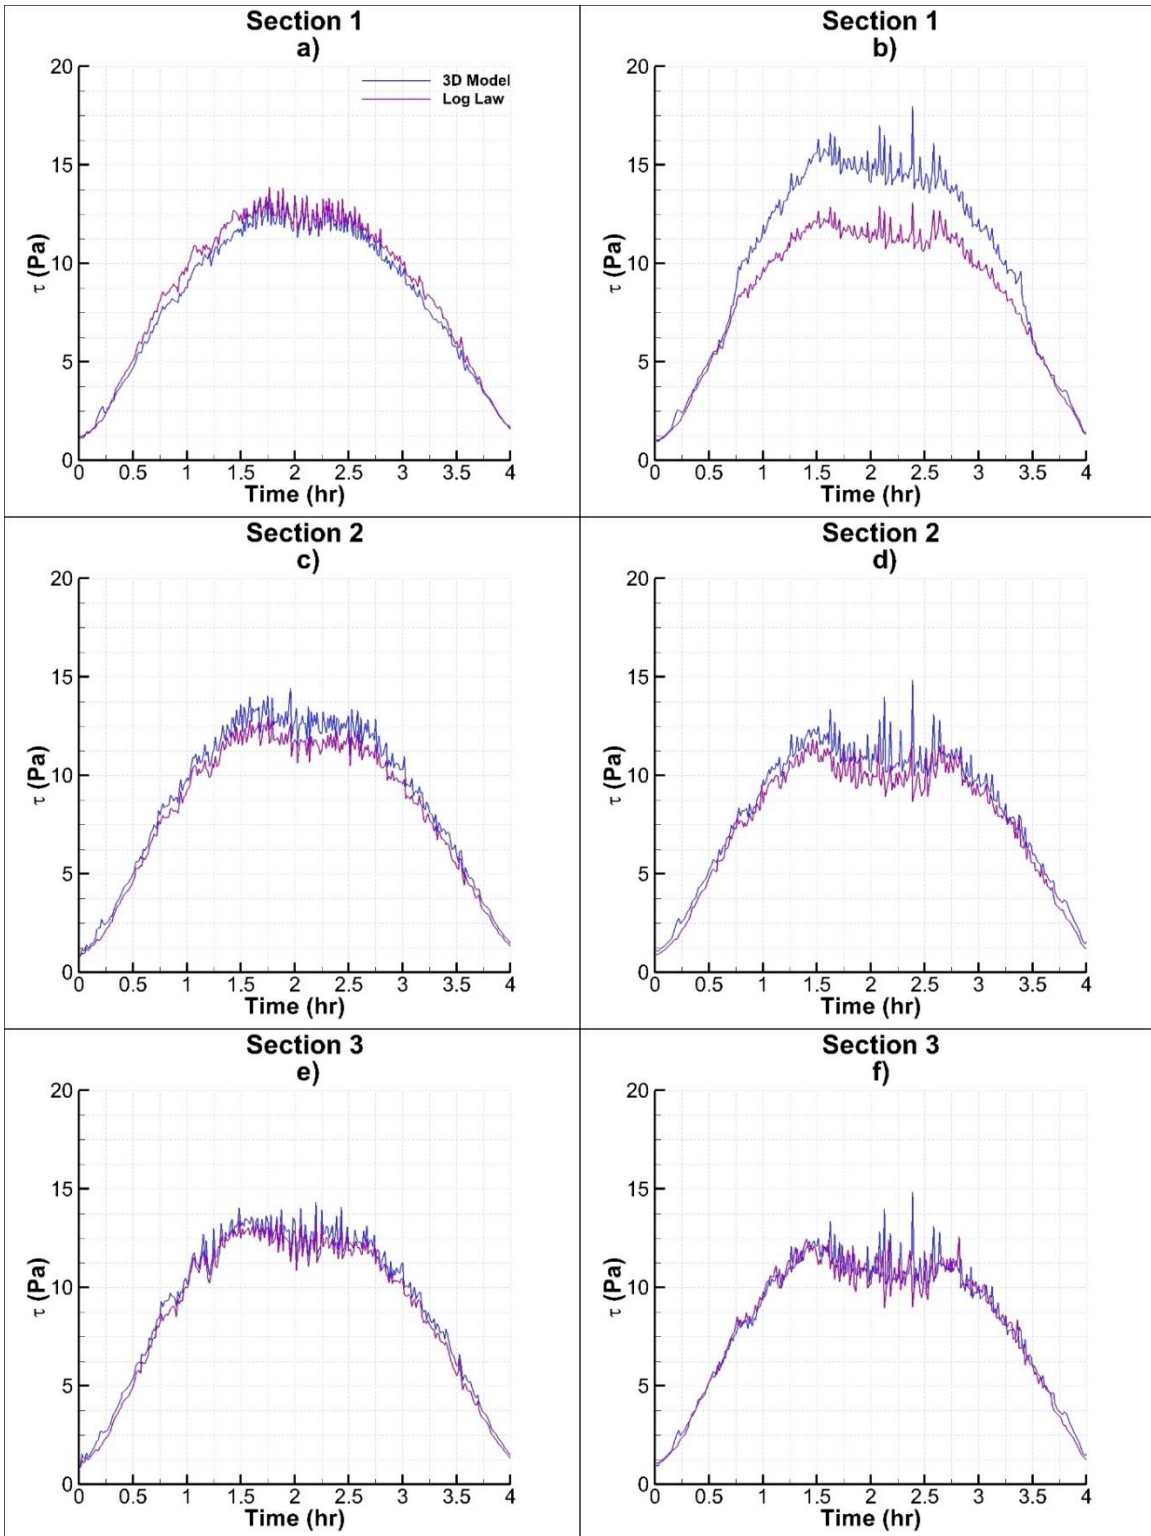 Section 1
a)
20
15
10
5
0
τ (Pa)
3D Model
Log Law
0 0.5 1 1.5 2 2.5 3 3.5 4
Time (hr)
Section 1
b)
20
15
10
5
0
τ (Pa)
0 0.5 1 1.5 2 2.5 3 3.5 4
Time (hr)
Section 2
c)
20
15
10
5
0
τ (Pa)
0 0.5 1 1.5 2 2.5 3 3.5 4
Time (hr)
Section 2
d)
20
15
10
5
0
τ (Pa)
0 0.5 1 1.5 2 2.5 3 3.5 4
Time (hr)
Section 3
e)
20
15
10
5
0
τ (Pa)
0 0.5 1 1.5 2 2.5 3 3.5 4
Time (hr)
Section 3
f)
20
15
10
5
0
τ (Pa)
0 0.5 1 1.5 2 2.5 3 3.5 4
Time (hr)